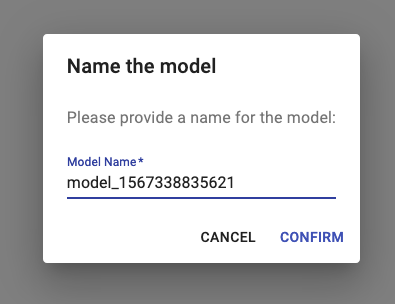 Name the model
Please provide a name for the model:
Model Name*
model_1567338835621
CANCEL CONFIRM